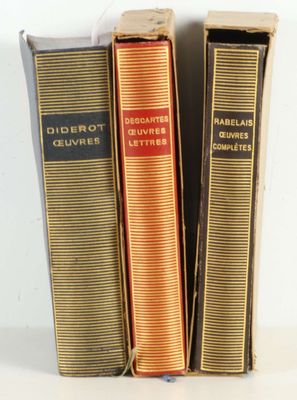 DIDEROT
ŒUVRES
DESCARTES
ŒUVRES
LETTRES
RABELAIS
ŒUVRES
COMPLÈTES